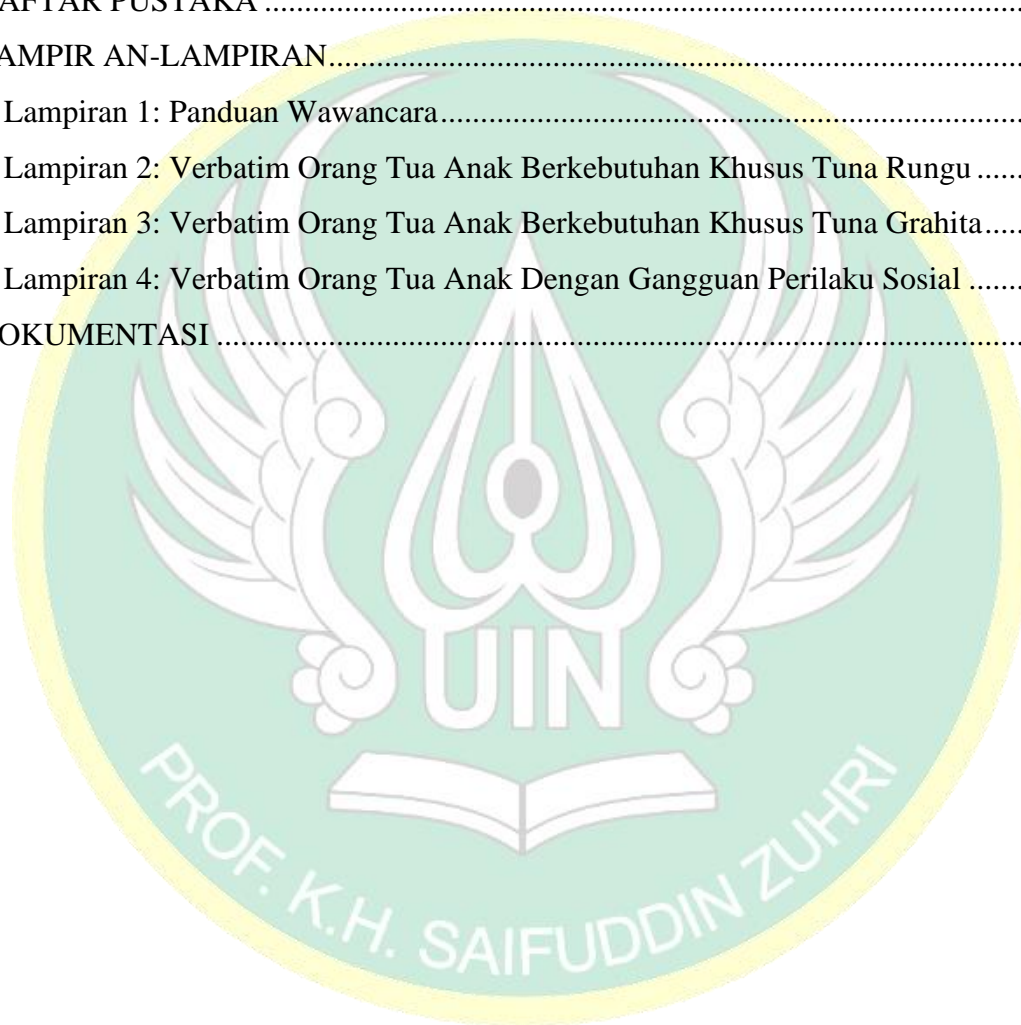 AFTAR PUSTAKA ........................................................................................
AMPIR AN-LAMPIRAN................................................................................
Lampiran 1: Panduan Wawancara..................................................................
Lampiran 2: Verbatim Orang Tua Anak Berkebutuhan Khusus Tuna Rungu ......
Lampiran 3: Verbatim Orang Tua Anak Berkebutuhan Khusus Tuna Grahita.....
Lampiran 4: Verbatim Orang Tua Anak Dengan Gangguan Perilaku Sosial .......
OKUMENTASI ..............................................................................................
UIN
PROF. K.H. SAIFUDDIN ZUHRI